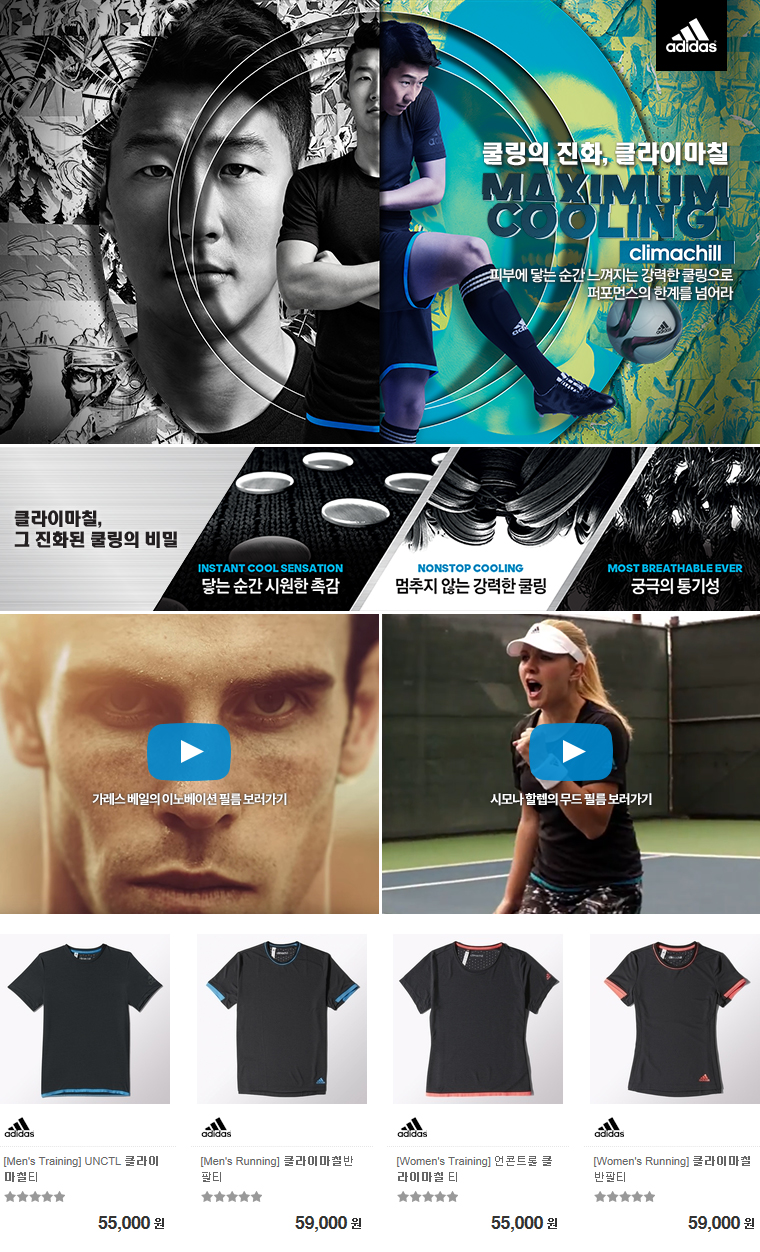 adidas
쿨링의 진화, 클라이마칠
MAXIMUM
COOLING
climachill
피부에 닿는 순간 느껴지는 강력한 쿨링으로
퍼포먼스의 한계를 넘어라
클라이마칠,
그 진화된 쿨링의 비밀
INSTANT COOL SENSATION
닿는 순간 시원한 촉감
NONSTOP COOLING
멈추지 않는 강력한 쿨링
MOST BREATHABLE EVER
궁극의 통기성
가레스 베일의 이노베이션 필름 보러가기
시모나 할렙의 무드 필름 보러가기
adidas
[Men's Training] UNCTL 클라이
마칠티
55,000 원
adidas
[Men's Running] 클라이마칠반
팔티
59,000 원
adidas
[Women's Training] 언콘트롤 클
라이마칠 티
55,000 원
adidas
[Women's Running] 클라이마칠
반팔티
59,000 원